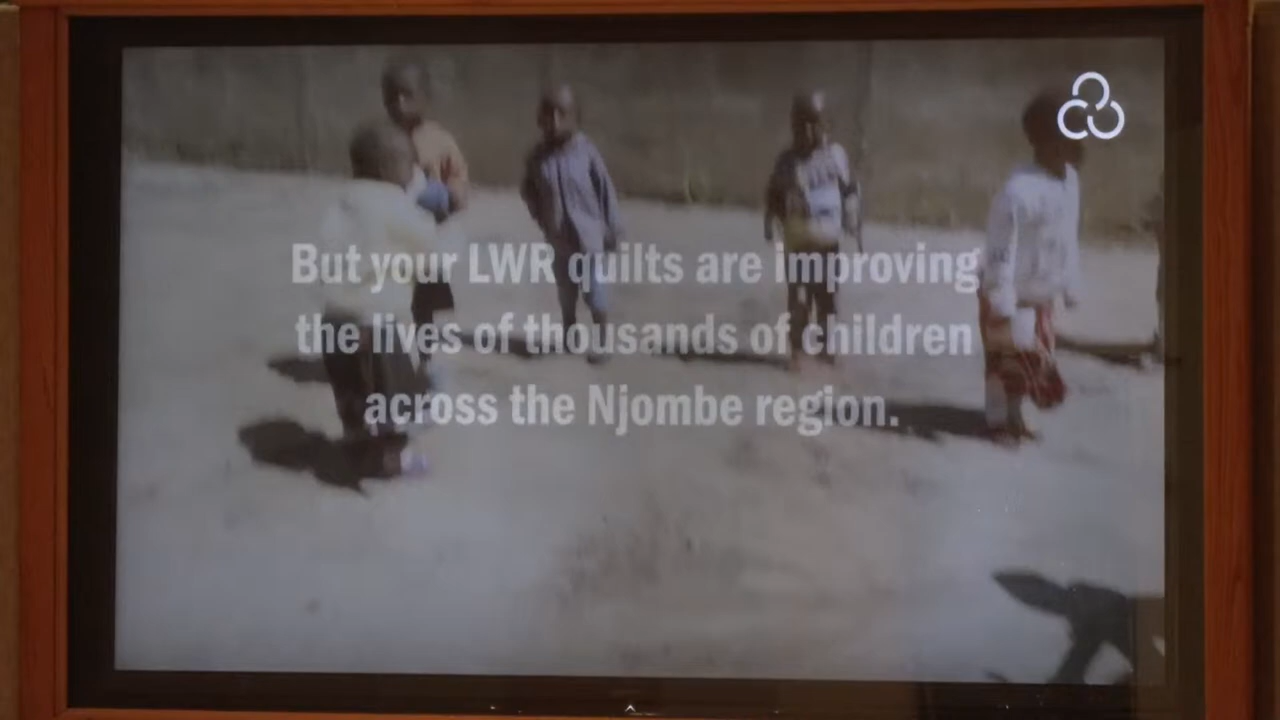 But your LWR quilts are improving
the lives of thousands of children
across the Njombe region.